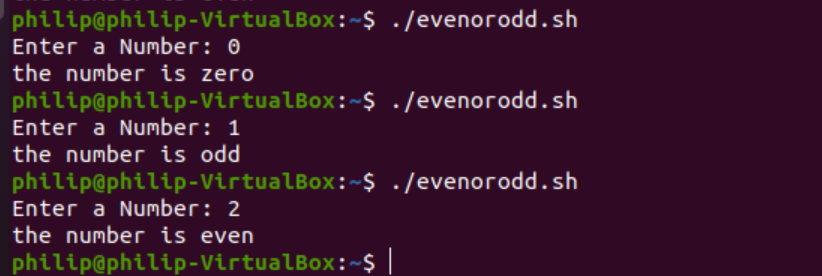 philip@philip-VirtualBox:~$ ./evenorodd.sh
Enter a Number: 0
the number is zero
philip@philip-VirtualBox:~$ ./evenorodd.sh
Enter a Number: 1
the number is odd
philip@philip-VirtualBox:~$ ./evenorodd.sh
Enter a Number: 2
the number is even
philip@philip-VirtualBox:~$